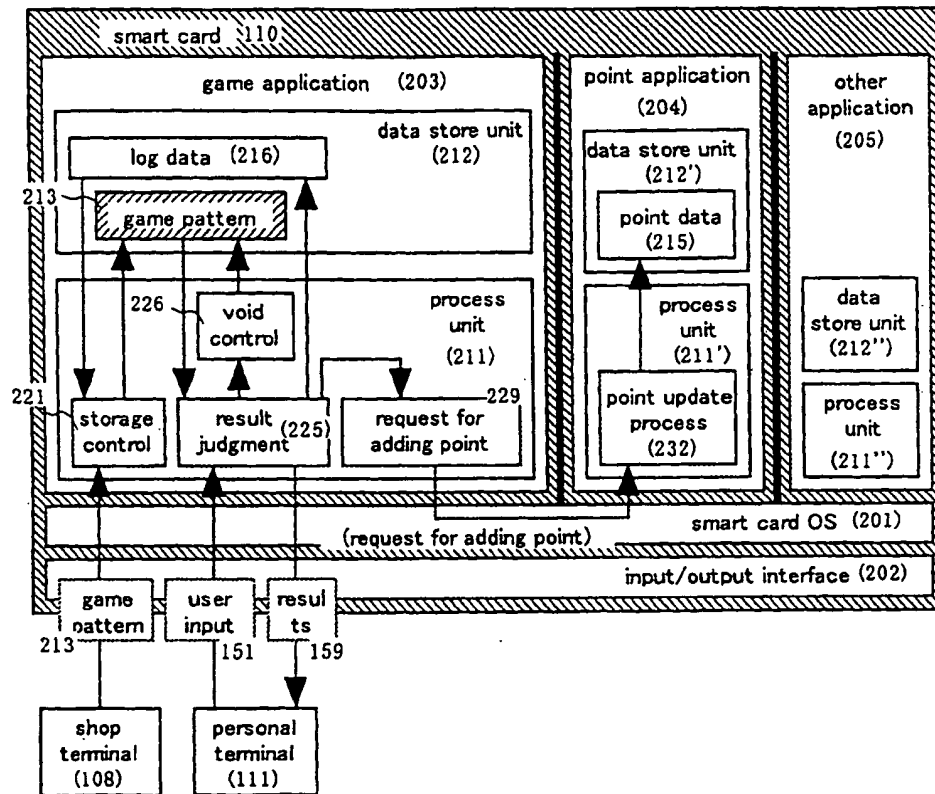 smart card 110
game application (203)
data store unit
(212)
log data (216)
213
game pattern
226
void
control
process
unit
(211)
221
storage
control
result
judgment (225)
229
request for
adding point
point application
(204)
data store unit
(212')
point data
(215)
process
unit
(211')
point update
process
(232)
other
application
(205)
data
store unit
(212'')
process
unit
(211'')
smart card OS (201)
(request for adding point)
input/output interface (202)
game
pattern
213
user
input
151
resul
ts
159
shop
terminal
(108)
personal
terminal
(111)